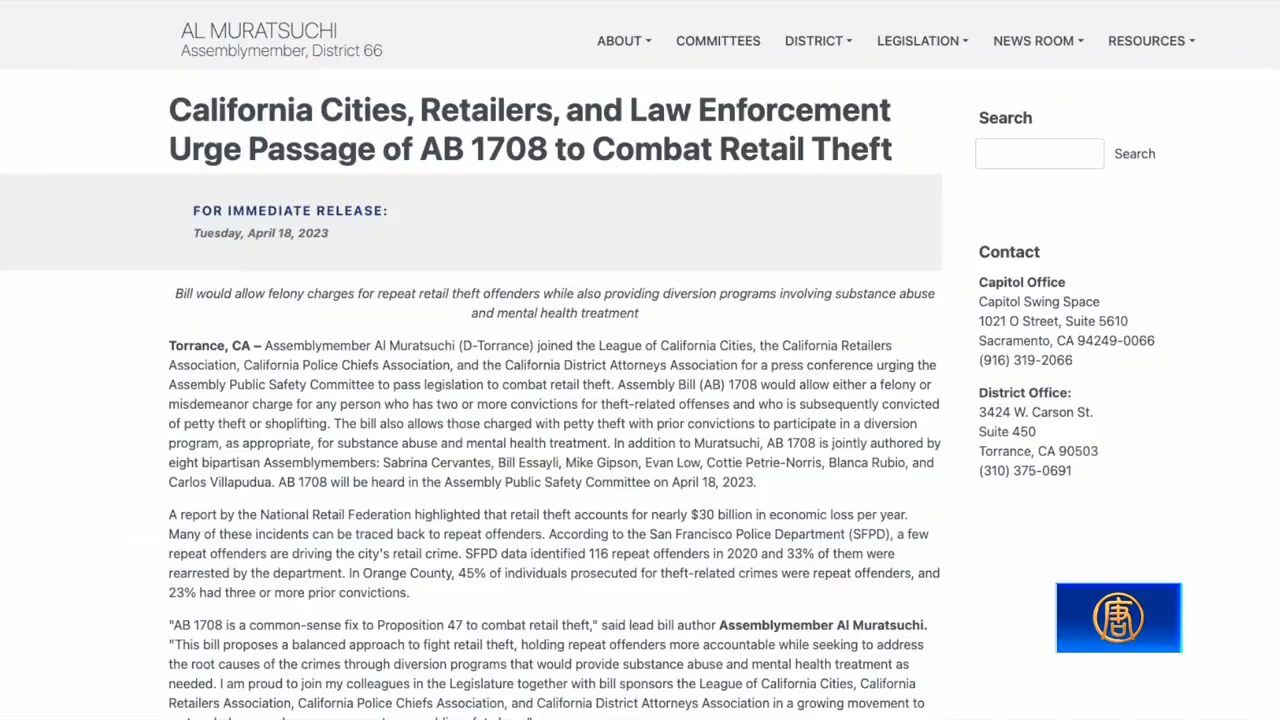 AL MURATSUCHI
Assemblymember, District 66
ABOUT
COMMITTEES
DISTRICT
LEGISLATION
NEWS ROOM
RESOURCES
California Cities, Retailers, and Law Enforcement
Urge Passage of AB 1708 to Combat Retail Theft
FOR IMMEDIATE RELEASE:
Tuesday, April 18, 2023
Bill would allow felony charges for repeat retail theft offenders while also providing diversion programs involving substance abuse
and mental health treatment
Torrance, CA – Assemblymember Al Muratsuchi (D-Torrance) joined the League of California Cities, the California Retailers
Association, California Police Chiefs Association, and the California District Attorneys Association for a press conference urging the
Assembly Public Safety Committee to pass legislation to combat retail theft. Assembly Bill (AB) 1708 would allow either a felony or
misdemeanor charge for any person who has two or more convictions for theft-related offenses and who is subsequently convicted
of petty theft or shoplifting. The bill also allows those charged with petty theft with prior convictions to participate in a diversion
program, as appropriate, for substance abuse and mental health treatment. In addition to Muratsuchi, AB 1708 is jointly authored by
eight bipartisan Assemblymembers: Sabrina Cervantes, Bill Essayli, Mike Gipson, Evan Low, Cottie Petrie-Norris, Blanca Rubio, and
Carlos Villapudua. AB 1708 will be heard in the Assembly Public Safety Committee on April 18, 2023.
A report by the National Retail Federation highlighted that retail theft accounts for nearly $30 billion in economic loss per year.
Many of these incidents can be traced back to repeat offenders. According to the San Francisco Police Department (SFPD), a few
repeat offenders are driving the city's retail crime. SFPD data identified 116 repeat offenders in 2020 and 33% of them were
rearrested by the department. In Orange County, 45% of individuals prosecuted for theft-related crimes were repeat offenders, and
23% had three or more prior convictions.
"AB 1708 is a common-sense fix to Proposition 47 to combat retail theft," said lead bill author Assemblymember Al Muratsuchi.
"This bill proposes a balanced approach to fight retail theft, holding repeat offenders more accountable while seeking to address
the root causes of the crimes through diversion programs that would provide substance abuse and mental health treatment as
needed. I am proud to join my colleagues in the Legislature together with bill sponsors the League of California Cities, California
Retailers Association, California Police Chiefs Association, and California District Attorneys Association in a growing movement to
Search
Search
Contact
Capitol Office
Capitol Swing Space
1021 O Street, Suite 5610
Sacramento, CA 94249-0066
(916) 319-2066
District Office:
3424 W. Carson St.
Suite 450
Torrance, CA 90503
(310) 375-0691
唐